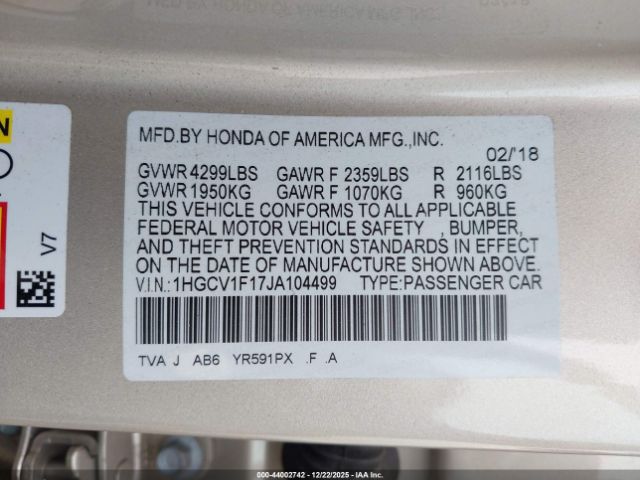 MFD.BY HONDA OF AMERICA MFG.,INC.
02/'18
GVWR 4299LBS GAWR F 2359LBS R 2116LBS
GVWR 1950KG GAWR F 1070KG R 960KG
THIS VEHICLE CONFORMS TO ALL APPLICABLE
FEDERAL MOTOR VEHICLE SAFETY , BUMPER,
AND THEFT PREVENTION STANDARDS IN EFFECT
ON THE DATE OF MANUFACTURE SHOWN ABOVE.
V.I.N.:1HGCV1F17JA104499 TYPE:PASSENGER CAR
TVA J AB6 YR591PX .F .A
V7
000-44002742 - 12/22/2025 - IAA Inc.